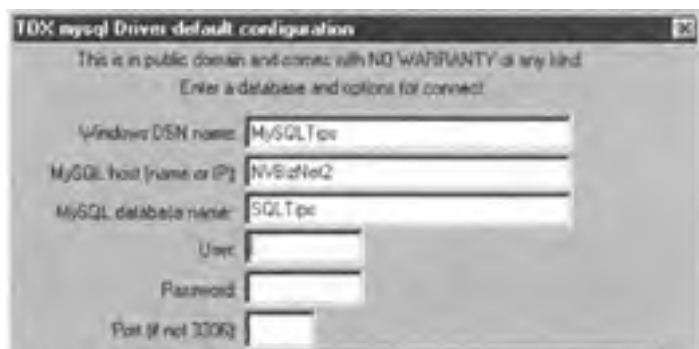 TDX mysql Driver default configuration
This is in public domain and comes with NO WARRANTY of any kind
Enter a database and options for connect
Windows DSN name: MySQLTips
MySQL host (name or IP): NVBizNet2
MySQL database name: SQLTips
User:
Password:
Port (if not 3306):